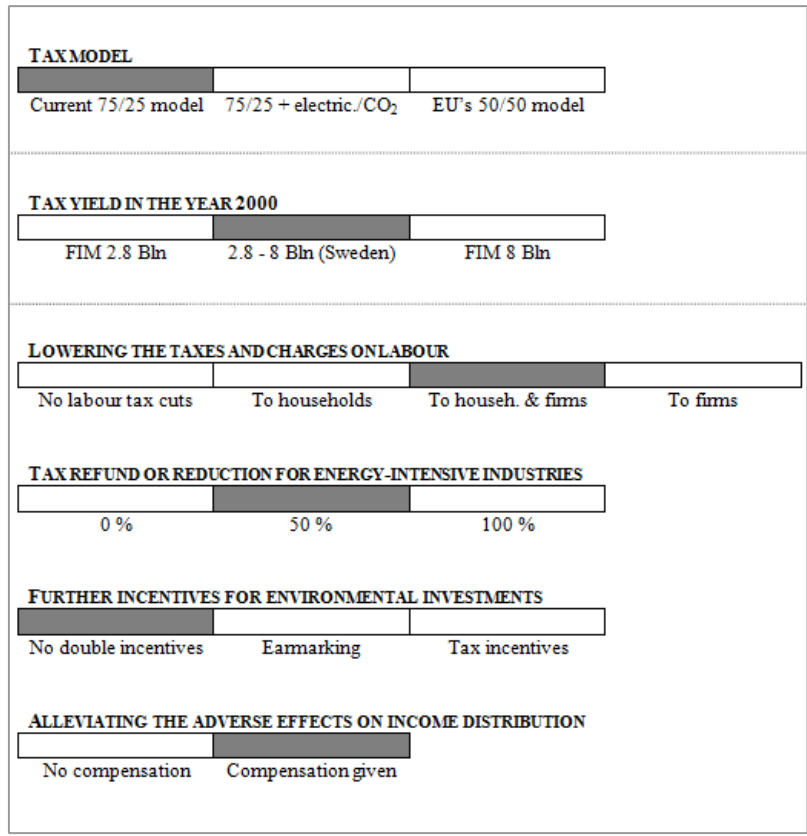 TAX MODEL
Current 75/25 model 75/25 + electric./CO₂ EU's 50/50 model
TAX YIELD IN THE YEAR 2000
FIM 2.8 Bln 2.8 - 8 Bln (Sweden) FIM 8 Bln
LOWERING THE TAXES AND CHARGES ON LABOUR
No labour tax cuts To households To househ. & firms To firms
TAX REFUND OR REDUCTION FOR ENERGY-INTENSIVE INDUSTRIES
0 % 50 % 100 %
FURTHER INCENTIVES FOR ENVIRONMENTAL INVESTMENTS
No double incentives Earmarking Tax incentives
ALLEVIATING THE ADVERSE EFFECTS ON INCOME DISTRIBUTION
No compensation Compensation given